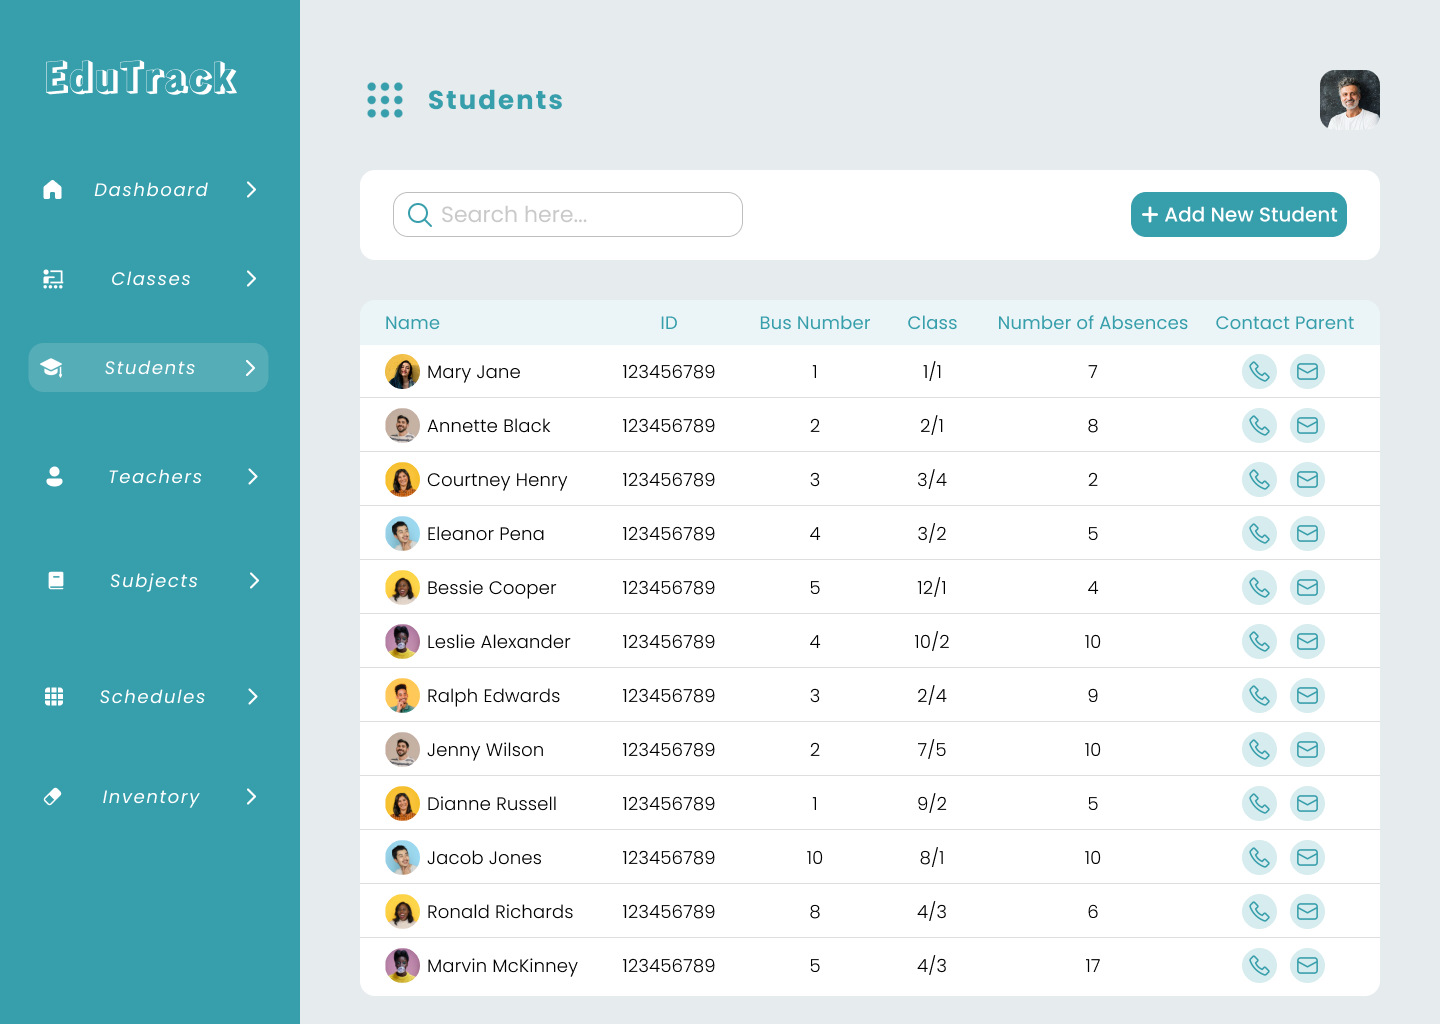 EduTrack
Dashboard
Classes
Students
Teachers
Subjects
Schedules
Inventory
Students
Search here...
+ Add New Student
Name ID Bus Number Class Number of Absences Contact Parent
Mary Jane 123456789 1 1/1 7
Annette Black 123456789 2 2/1 8
Courtney Henry 123456789 3 3/4 2
Eleanor Pena 123456789 4 3/2 5
Bessie Cooper 123456789 5 12/1 4
Leslie Alexander 123456789 4 10/2 10
Ralph Edwards 123456789 3 2/4 9
Jenny Wilson 123456789 2 7/5 10
Dianne Russell 123456789 1 9/2 5
Jacob Jones 123456789 10 8/1 10
Ronald Richards 123456789 8 4/3 6
Marvin McKinney 123456789 5 4/3 17